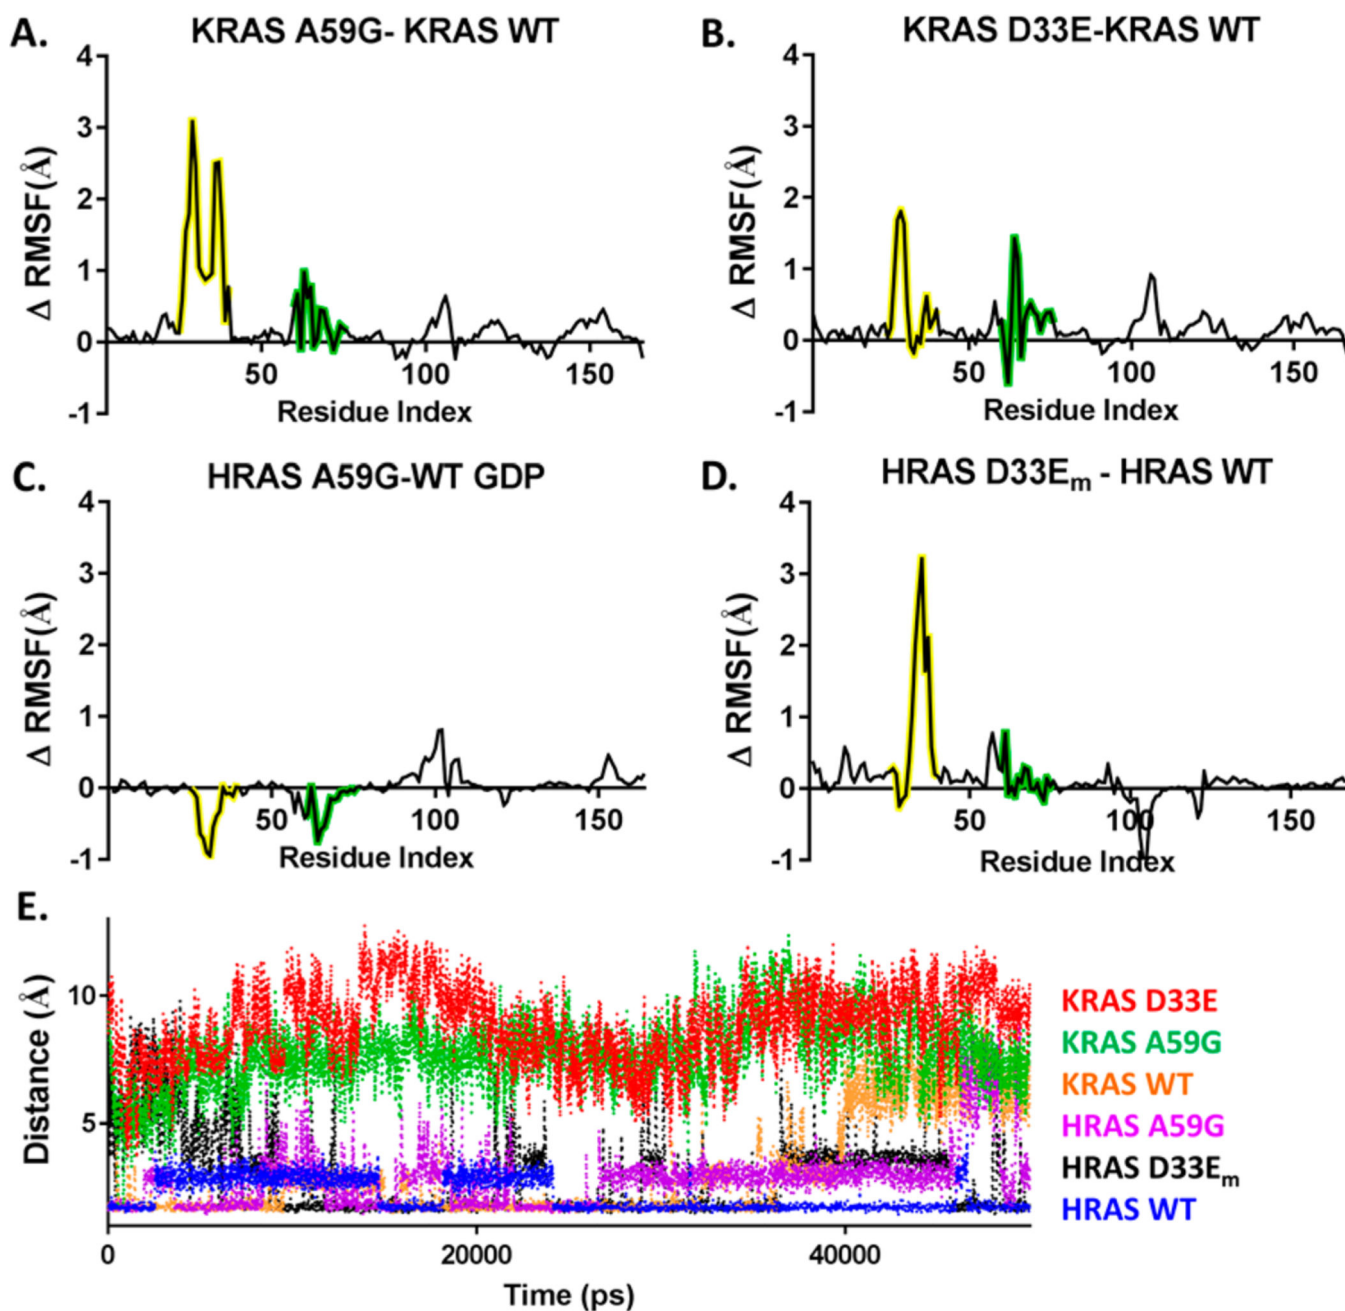 A. KRAS A59G- KRAS WT
4
3
2
1
0
-1
Δ RMSF(Å)
50 100 150
Residue Index
B. KRAS D33E-KRAS WT
4
3
2
1
0
-1
Δ RMSF(Å)
50 100 150
Residue Index
C. HRAS A59G-WT GDP
4
3
2
1
0
-1
Δ RMSF(Å)
50 100 150
Residue Index
D. HRAS D33Em - HRAS WT
4
3
2
1
0
-1
Δ RMSF(Å)
50 100 150
Residue Index
E.
Distance (Å)
10
5
0 20000 40000
Time (ps)
KRAS D33E
KRAS A59G
KRAS WT
HRAS A59G
HRAS D33Em
HRAS WT